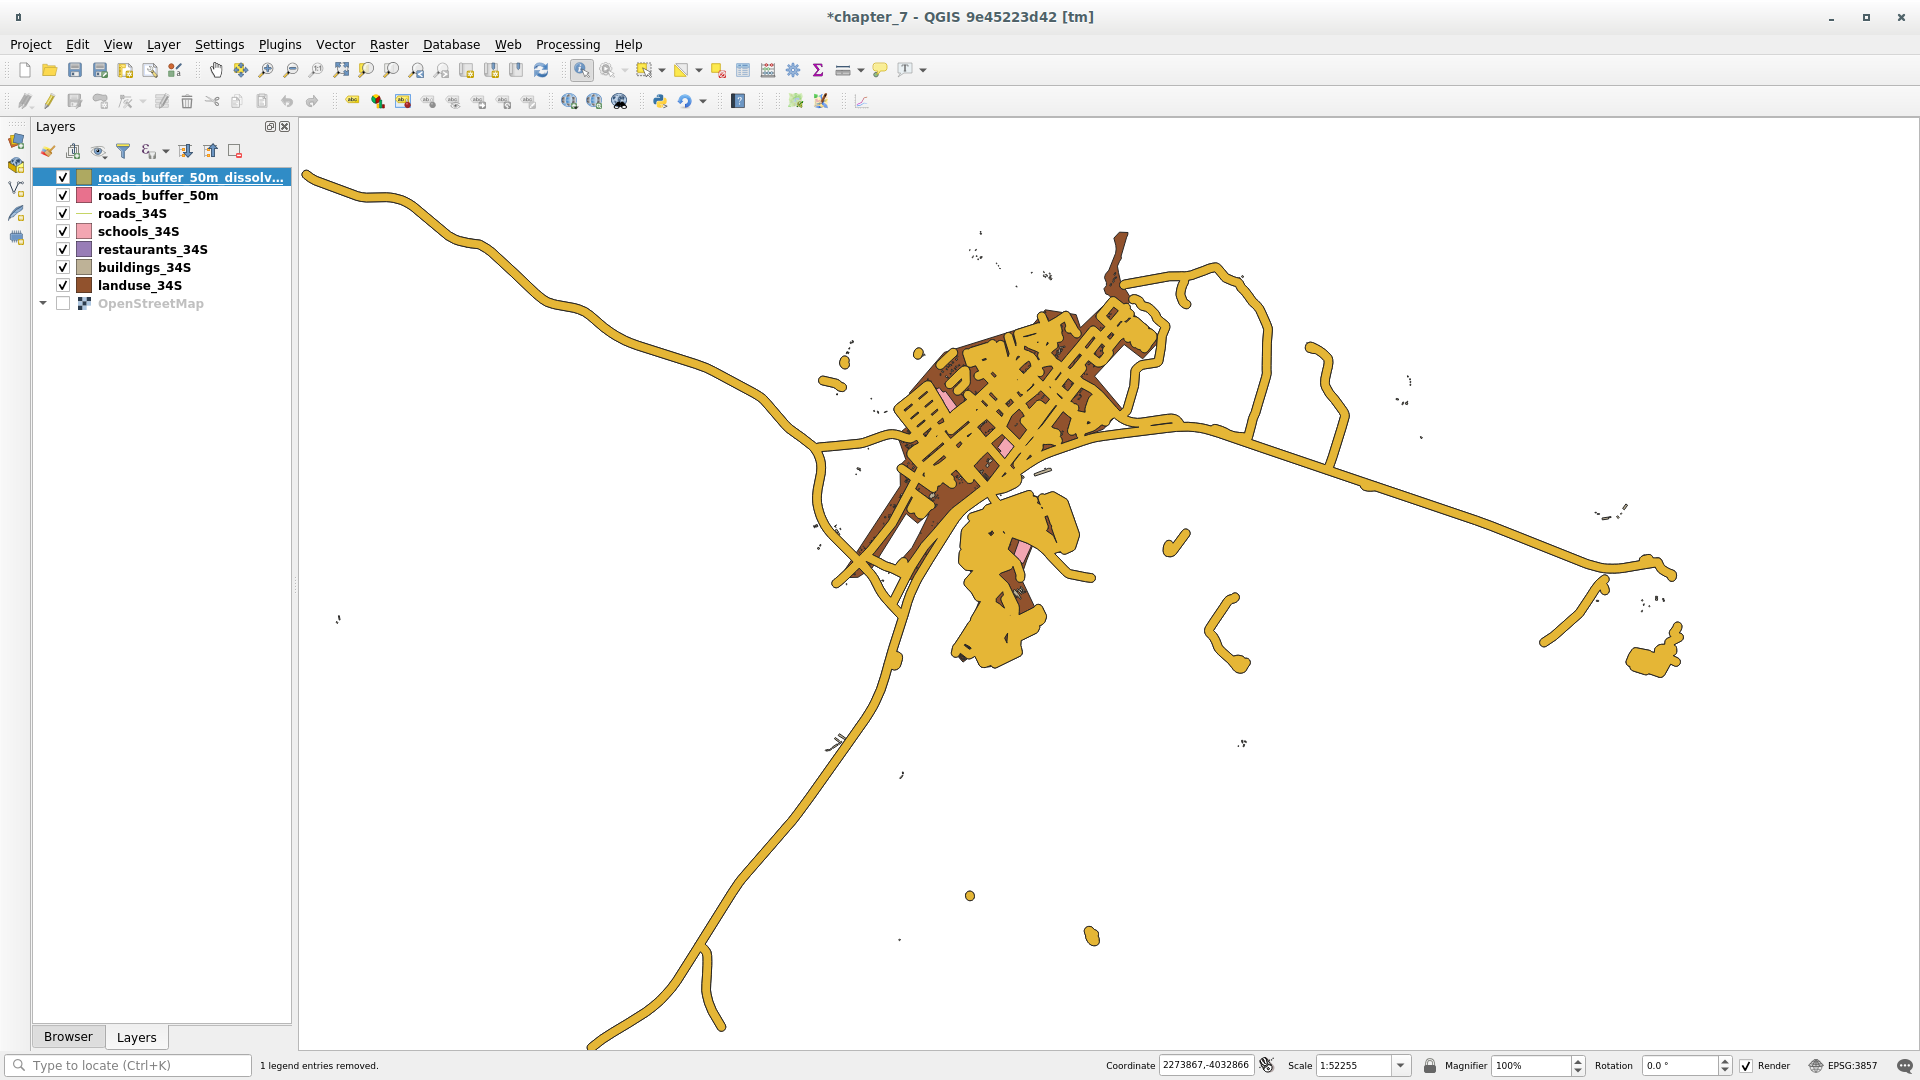 *chapter_7 - QGIS 9e45223d42 [tm]
Project Edit View Layer Settings Plugins Vector Raster Database Web Processing Help
Layers
roads_buffer_50m_dissolv...
roads_buffer_50m
roads_34S
schools_34S
restaurants_34S
buildings_34S
landuse_34S
OpenStreetMap
Browser Layers
Type to locate (Ctrl+K) 1 legend entries removed. Coordinate 2273867,-4032866 Scale 1:52255 Magnifier 100% Rotation 0.0 ° Render EPSG:3857